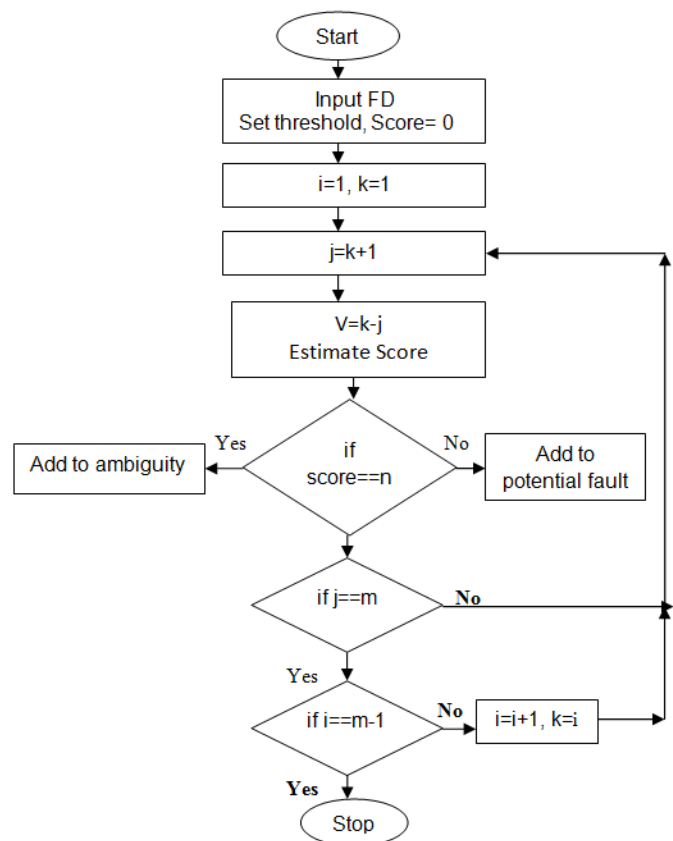 Start
Input FD
Set threshold, Score= 0
i=1, k=1
j=k+1
V=k-j
Estimate Score
if
score==n
Yes
No
Add to ambiguity
Add to
potential fault
if j==m
No
Yes
if i==m-1
No
i=i+1, k=i
Yes
Stop